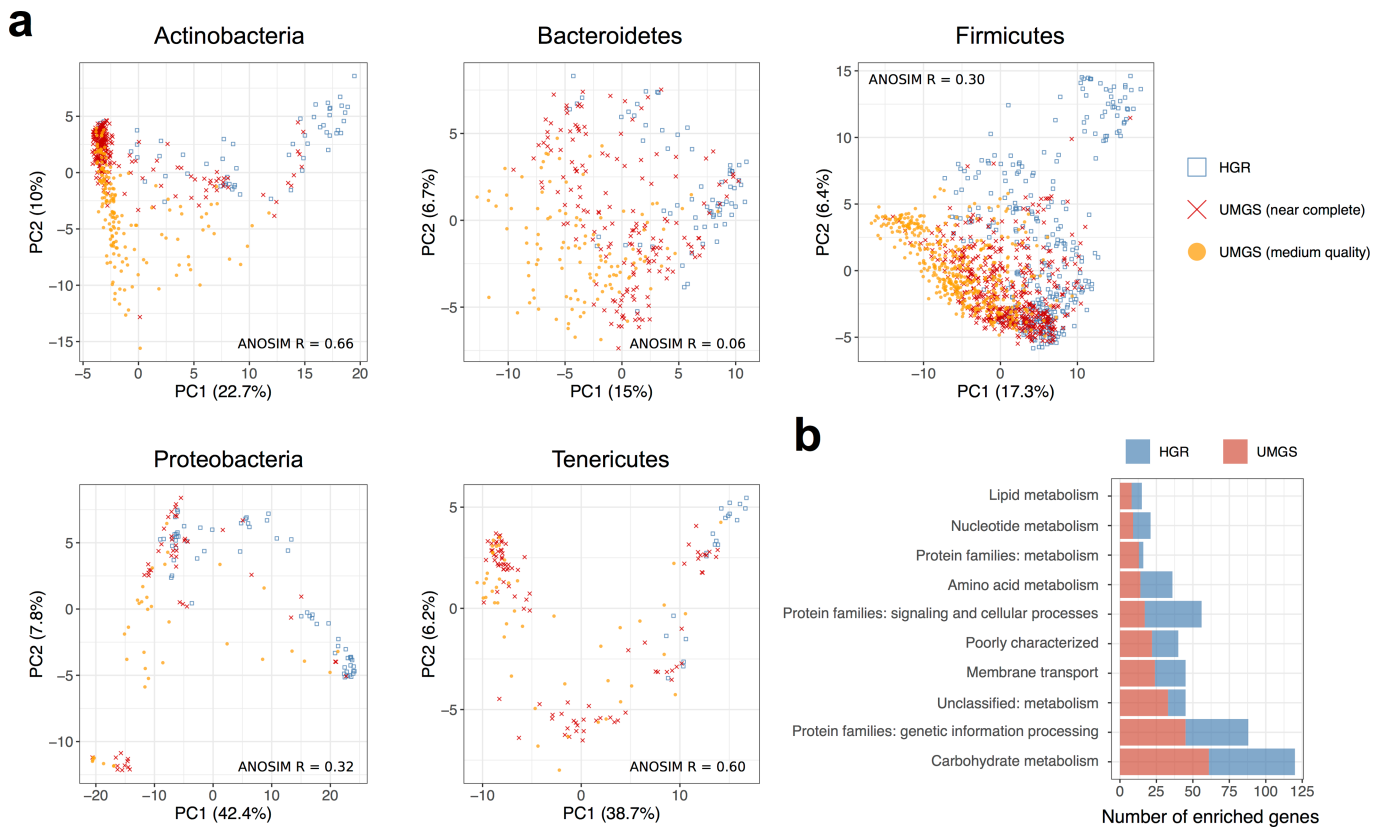 a
Actinobacteria
5
0
−5
−10
−15
PC2 (10%)
ANOSIM R = 0.66
−5 0 5 10 15 20
PC1 (22.7%)
Bacteroidetes
5
0
−5
PC2 (6.7%)
ANOSIM R = 0.06
−10 −5 0 5 10
PC1 (15%)
Firmicutes
ANOSIM R = 0.30
15
10
5
0
−5
PC2 (6.4%)
−10 0 10
PC1 (17.3%)
HGR
UMGS (near complete)
UMGS (medium quality)
Proteobacteria
5
0
−5
−10
PC2 (7.8%)
ANOSIM R = 0.32
−20 −10 0 10 20
PC1 (42.4%)
Tenericutes
5
0
−5
PC2 (6.2%)
ANOSIM R = 0.60
−10 0 10
PC1 (38.7%)
b
HGR UMGS
Lipid metabolism
Nucleotide metabolism
Protein families: metabolism
Amino acid metabolism
Protein families: signaling and cellular processes
Poorly characterized
Membrane transport
Unclassified: metabolism
Protein families: genetic information processing
Carbohydrate metabolism
0 25 50 75 100 125
Number of enriched genes